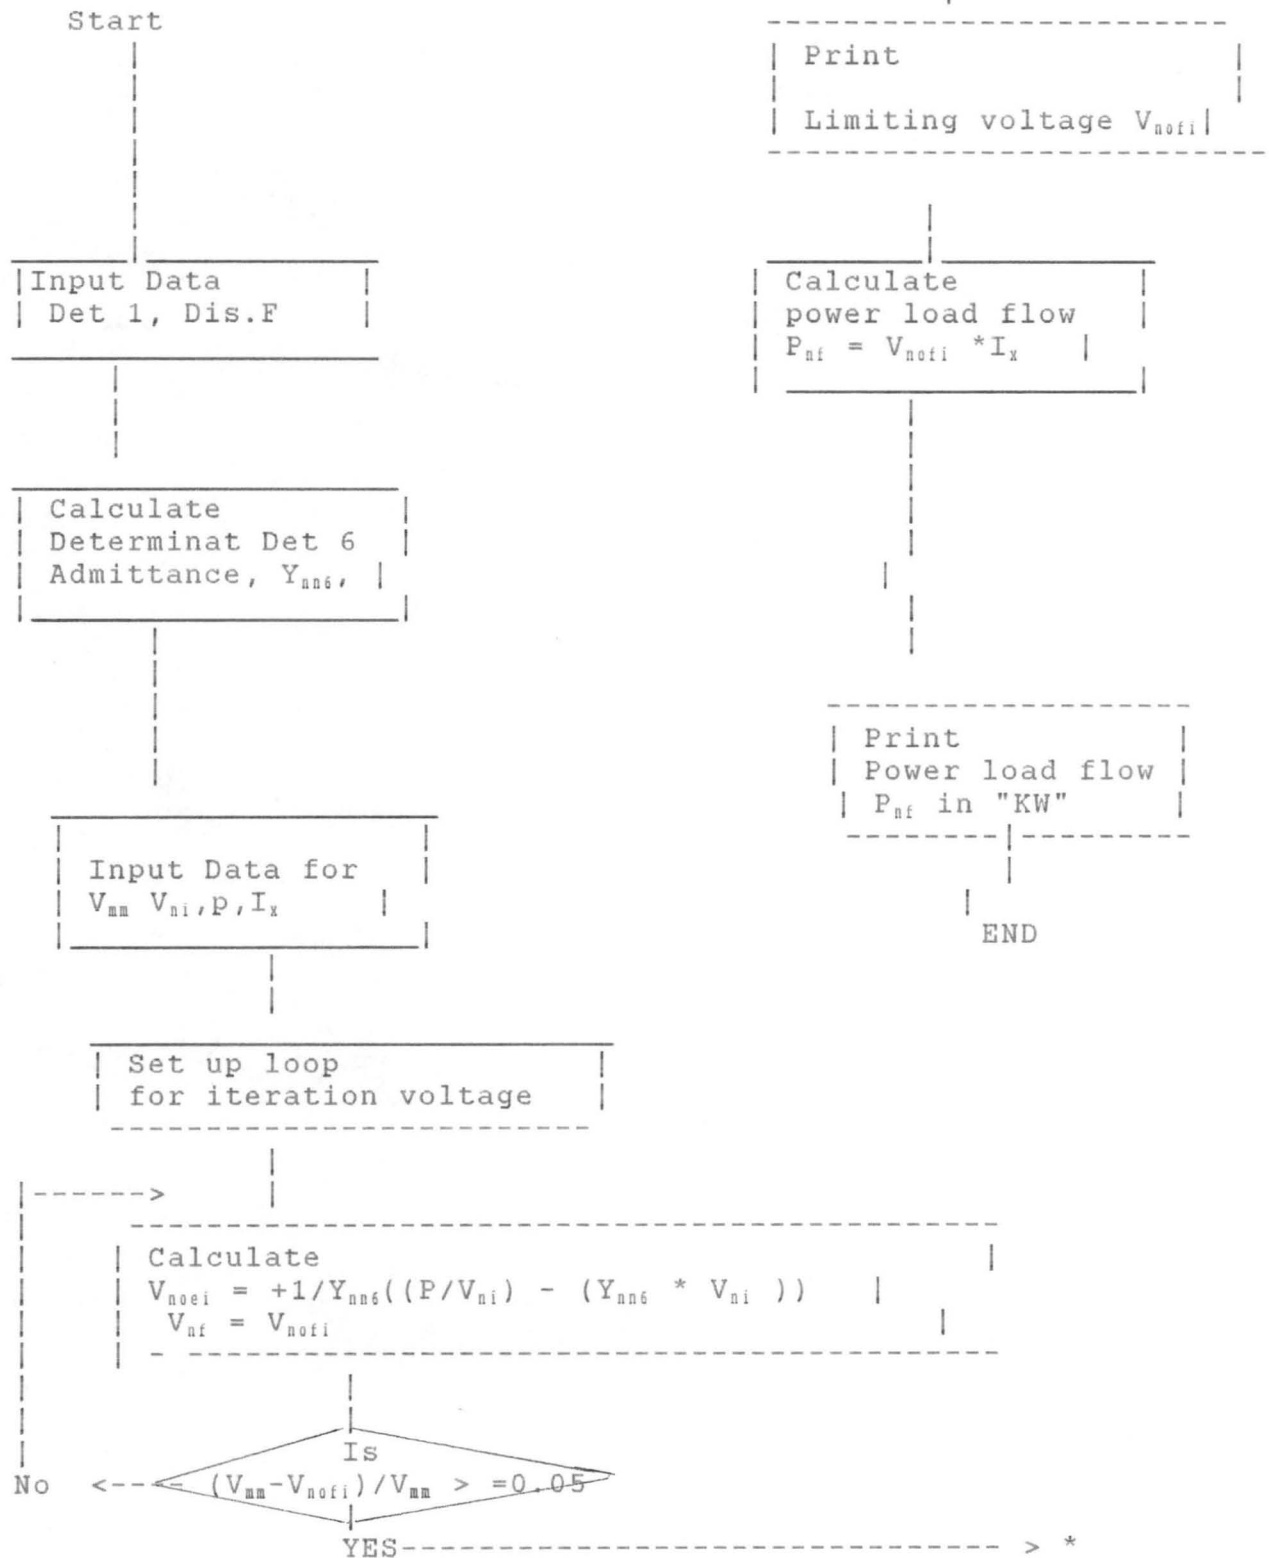 Start
Input Data
Det 1, Dis.F
Calculate
Determinat Det 6
Admittance, Ynn6,
Input Data for
Vmm Vni,p,Ix
Set up loop
for iteration voltage
Calculate
Vnoei = +1/Ynn6((P/Vni) - (Ynn6 * Vni ))
Vnf = Vnofi
Is
No <---- (Vmm-Vnofi)/Vmm > =0.05
YES------------------------------ > *
Print
Limiting voltage Vnofi
Calculate
power load flow
Pnf = Vnofi *Ix
Print
Power load flow
Pnf in "KW"
END